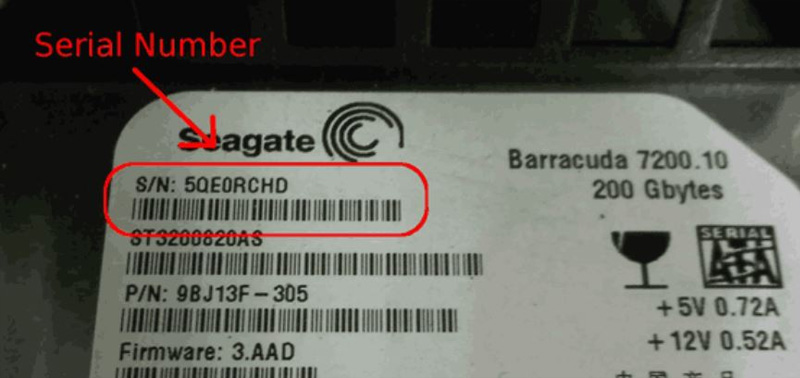 Serial Number
Seagate
S/N: 5QE0RCHD
ST3200820AS
P/N: 9BJ13F-305
Firmware: 3.AAD
Barracuda 7200.10
200 Gbytes
SERIAL
ATA
+5V 0.72A
+12V 0.52A